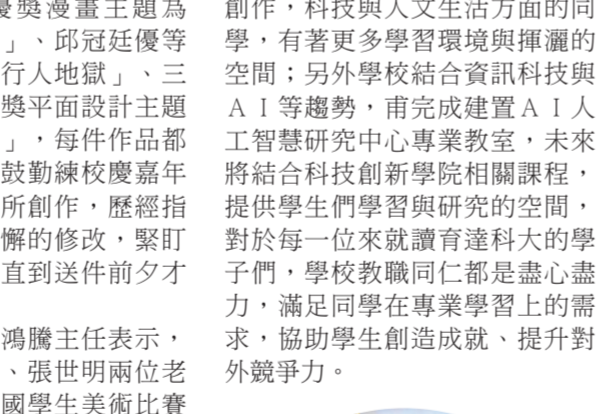 優獎漫畫主題為
」、邱冠廷優等
行人地獄」、三
獎平面設計主題
」，每件作品都
鼓勤練校慶嘉年
所創作，歷經指
懈的修改，緊盯
直到送件前夕才
鴻騰主任表示，
、張世明兩位老
國學生美術比賽
創作，科技與人文生活方面的同
學，有著更多學習環境與揮灑的
空間；另外學校結合資訊科技與
ＡＩ等趨勢，甫完成建置ＡＩ人
工智慧研究中心專業教室，未來
將結合科技創新學院相關課程，
提供學生們學習與研究的空間，
對於每一位來就讀育達科大的學
子們，學校教職同仁都是盡心盡
力，滿足同學在專業學習上的需
求，協助學生創造成就、提升對
外競爭力。